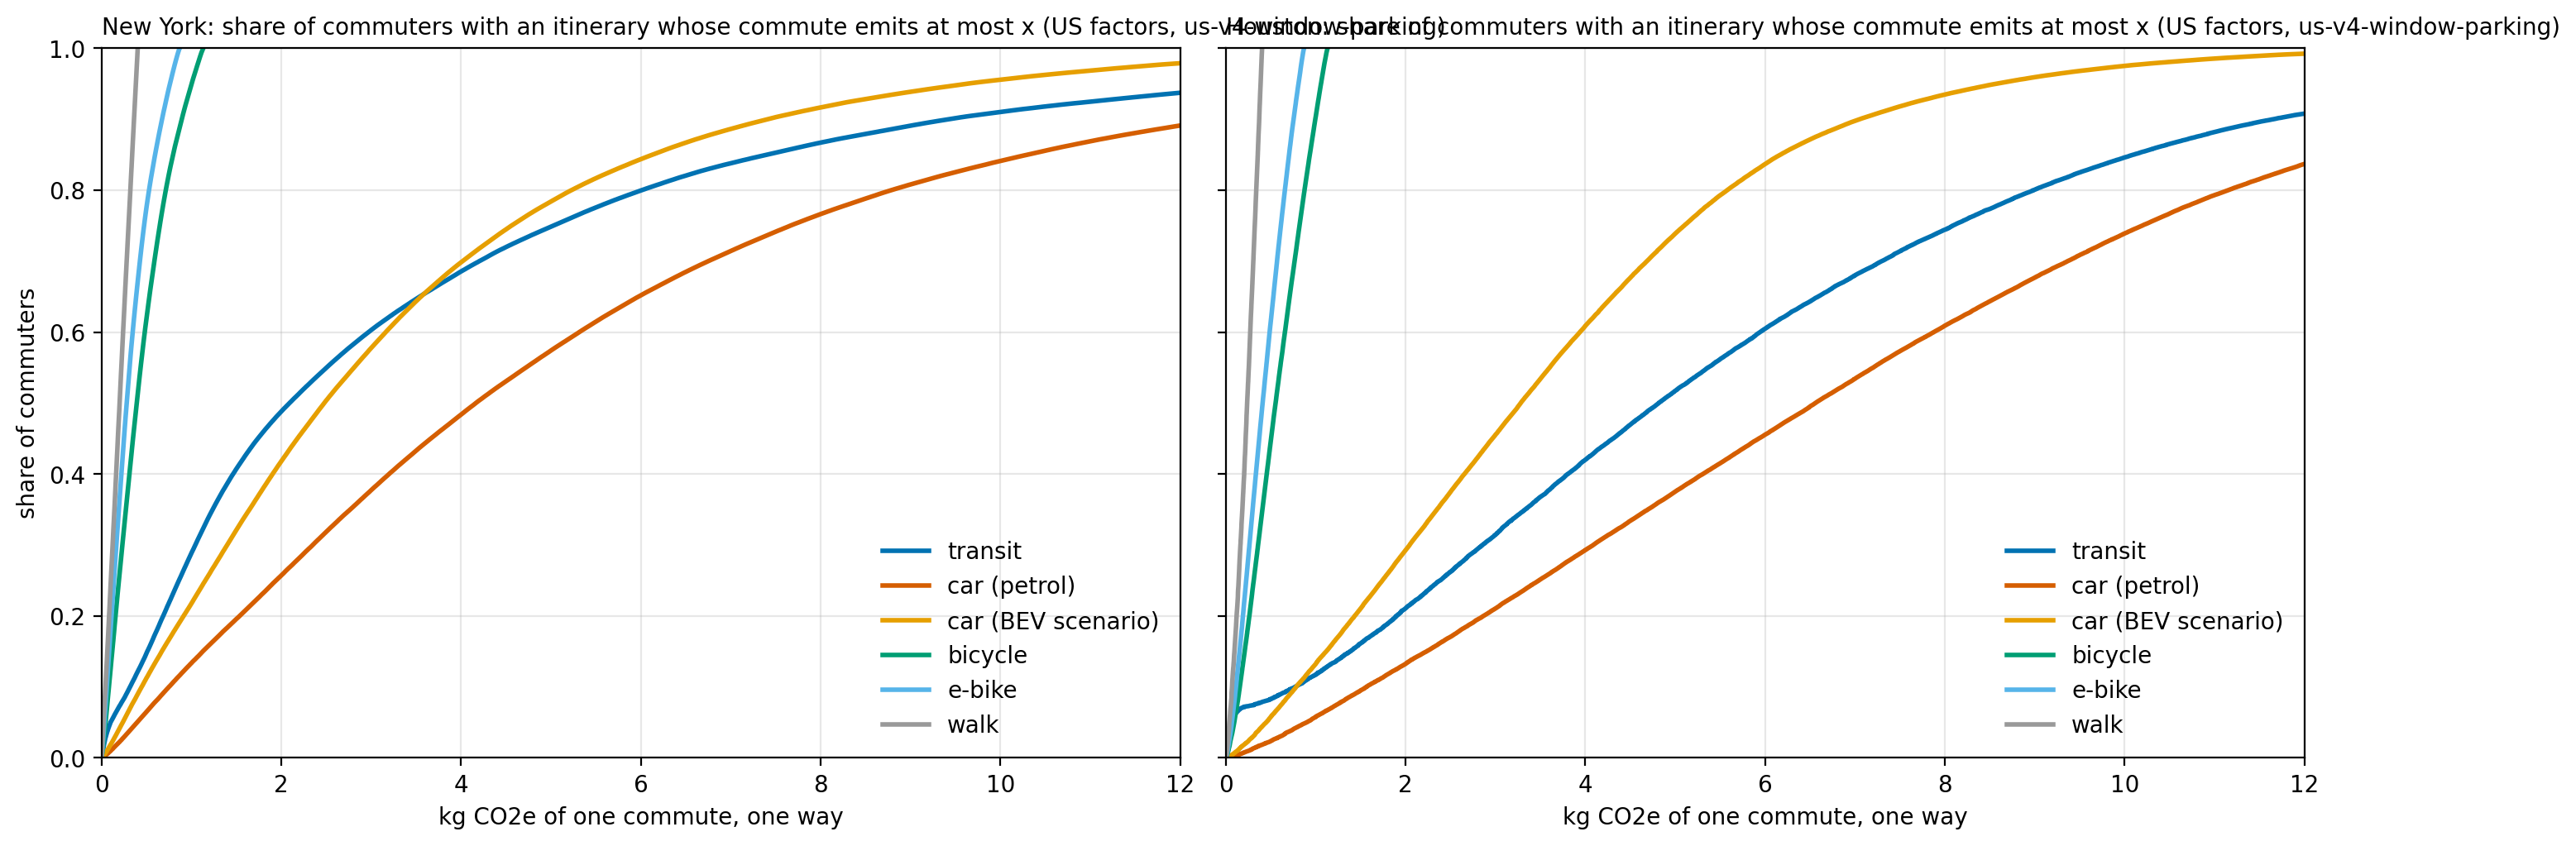 New York: share of commuters with an itinerary whose commute emits at most x (US factors, us-v4-window-parking)
Houston: share of commuters with an itinerary whose commute emits at most x (US factors, us-v4-window-parking)
share of commuters
1.0
0.8
0.6
0.4
0.2
0.0
transit
car (petrol)
car (BEV scenario)
bicycle
e-bike
walk
0 2 4 6 8 10 12
kg CO2e of one commute, one way
transit
car (petrol)
car (BEV scenario)
bicycle
e-bike
walk
0 2 4 6 8 10 12
kg CO2e of one commute, one way